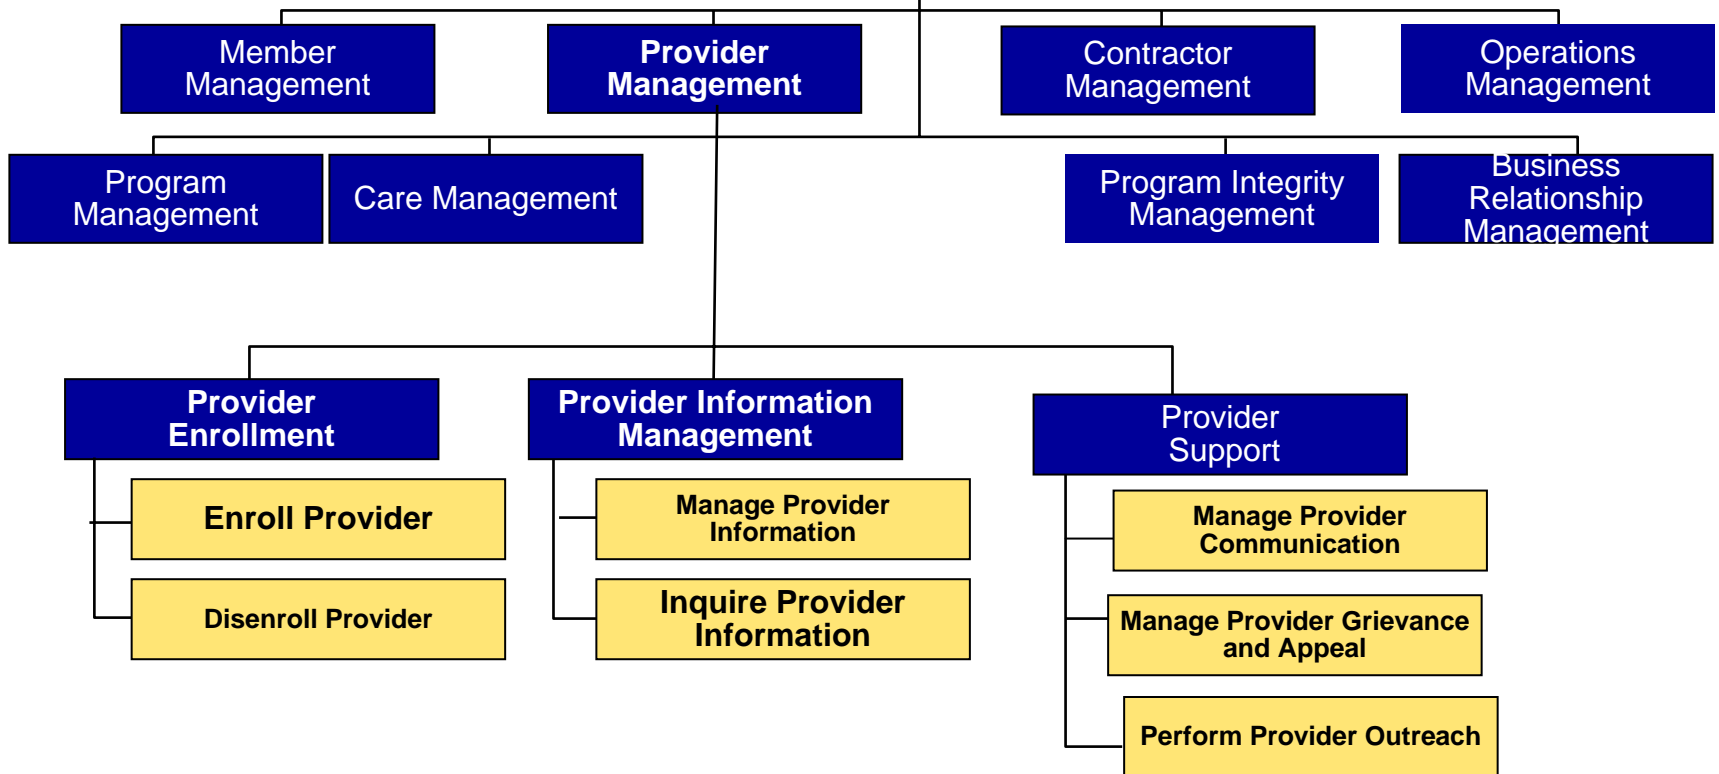 Member
Management
Provider
Management
Contractor
Management
Operations
Management
Program
Management
Care Management
Program Integrity
Management
Business
Relationship
Management
Provider
Enrollment
Provider Information
Management
Provider
Support
Enroll Provider
Disenroll Provider
Manage Provider
Information
Inquire Provider
Information
Manage Provider
Communication
Manage Provider Grievance
and Appeal
Perform Provider Outreach